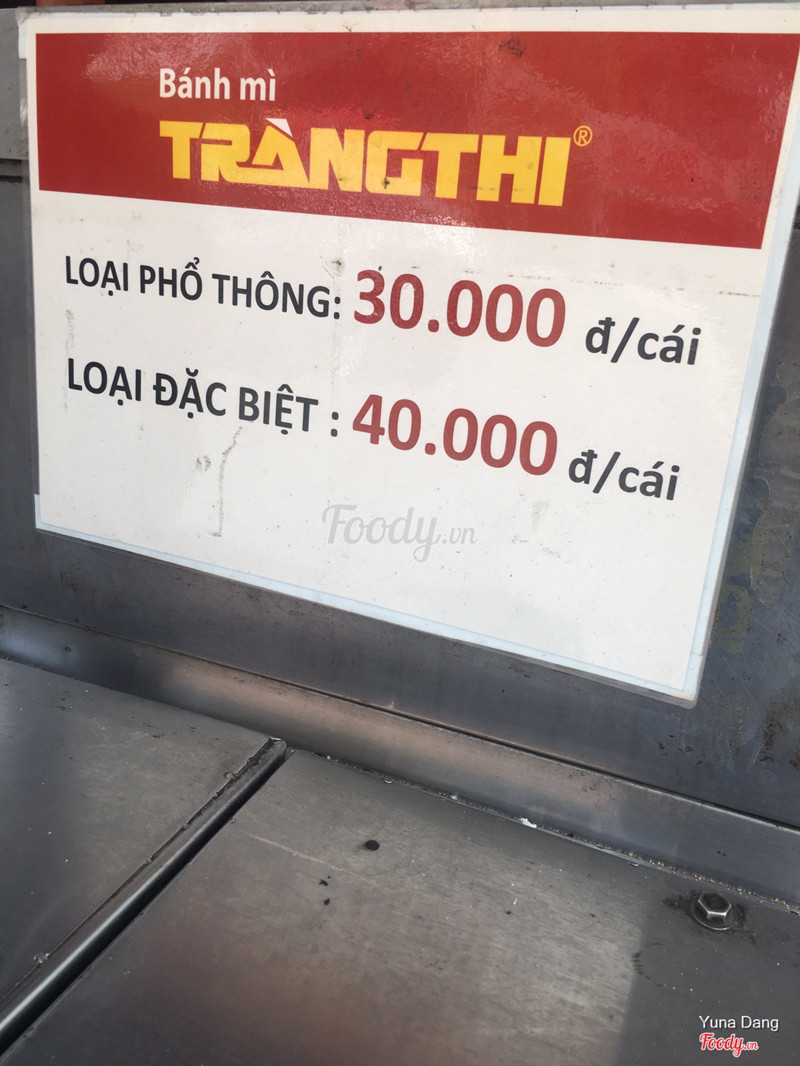 Bánh mì
TRÀNGTHI®
LOẠI PHỔ THÔNG: 30.000 đ/cái
LOẠI ĐẶC BIỆT : 40.000 đ/cái
Foody.vn
Yuna Dang
Foody.vn